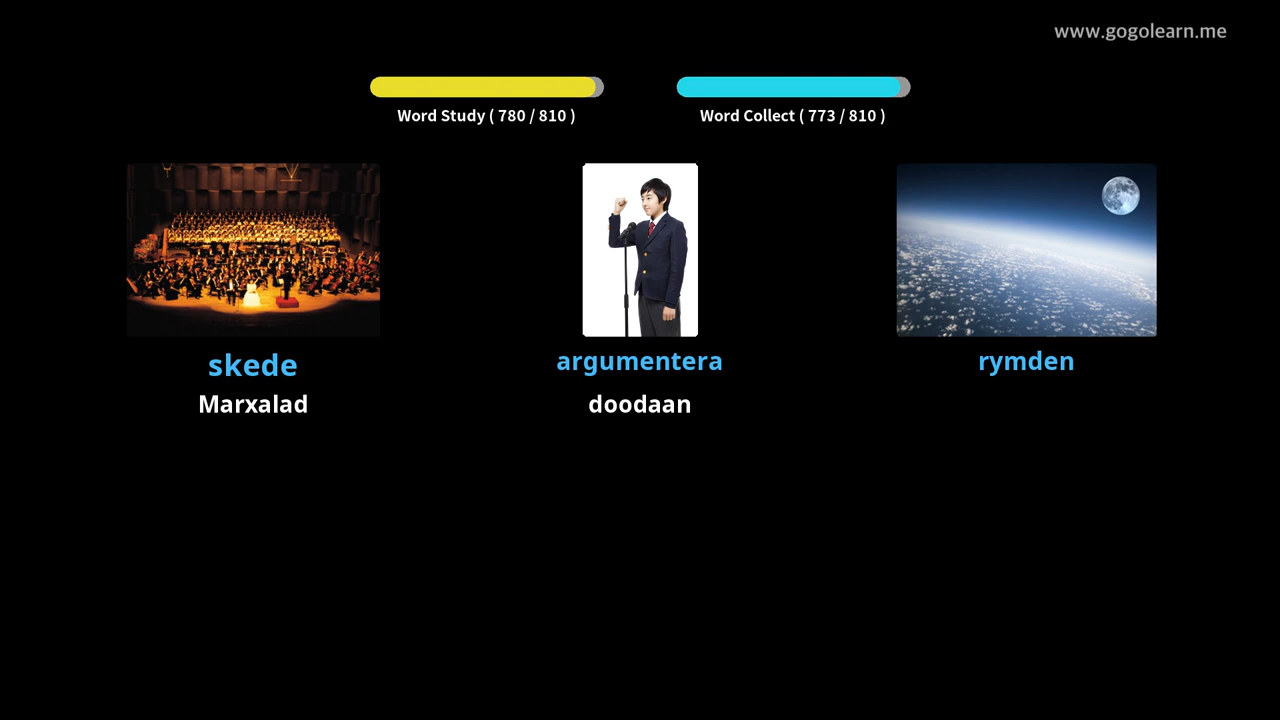 www.gogolearn.me
Word Study ( 780 / 810 )
Word Collect ( 773 / 810 )
skede
argumentera
rymden
Marxalad
doodaan